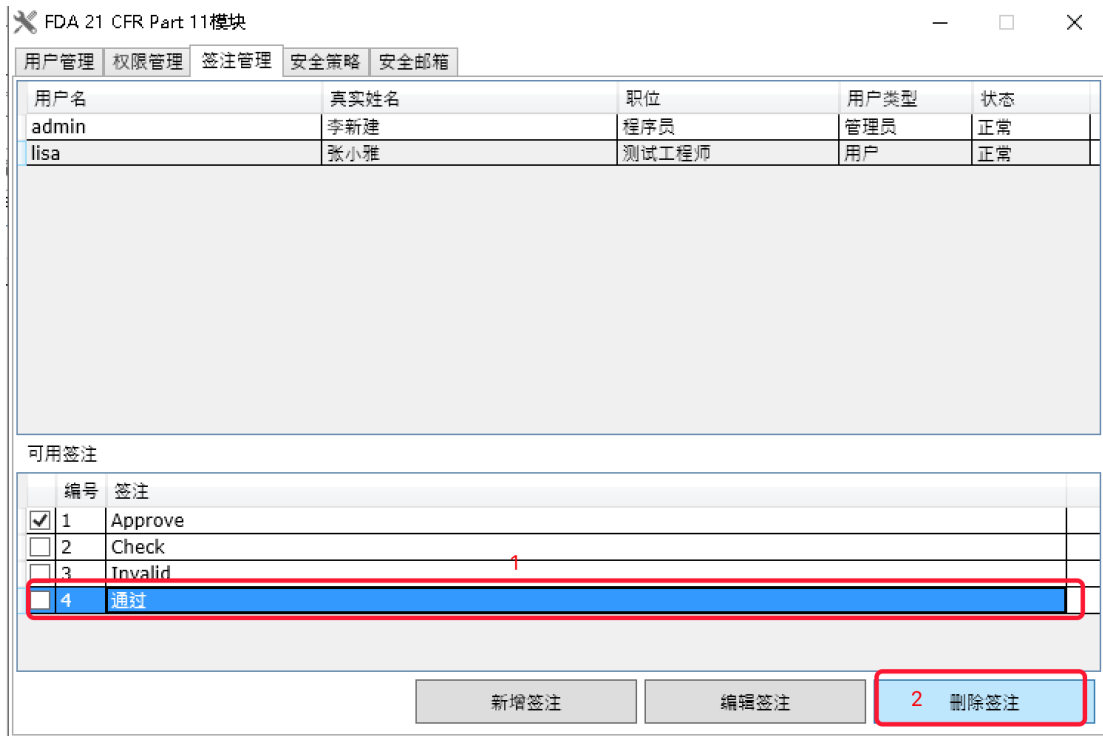 FDA 21 CFR Part 11模块
用户管理 权限管理 签注管理 安全策略 安全邮箱
用户名 真实姓名 职位 用户类型 状态
admin 李新建 程序员 管理员 正常
lisa 张小雅 测试工程师 用户 正常
可用签注
编号 签注
1 Approve
2 Check
3 Invalid
1
4 通过
新增签注 编辑签注 2 删除签注